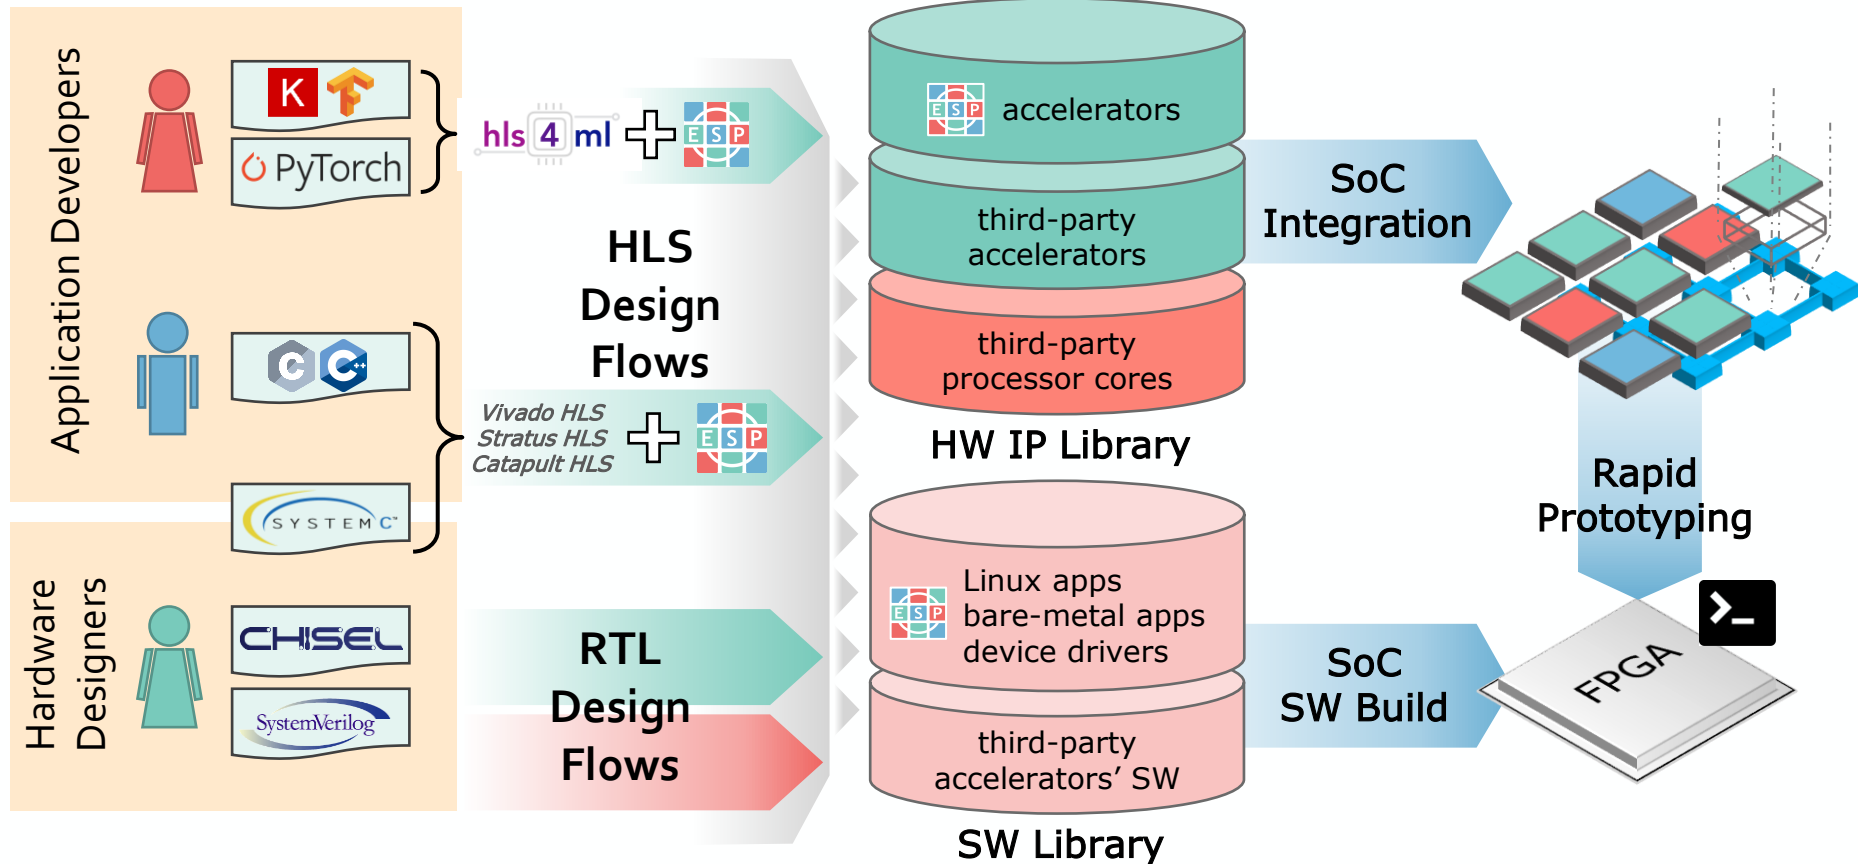 Application Developers
K
PyTorch
C
C++
SYSTEM C™
Hardware
Designers
CHISEL
SystemVerilog
hls 4 ml
ESP
HLS
Design
Flows
Vivado HLS
Stratus HLS
Catapult HLS
ESP
RTL
Design
Flows
ESP accelerators
third-party
accelerators
third-party
processor cores
HW IP Library
ESP
Linux apps
bare-metal apps
device drivers
third-party
accelerators’ SW
SW Library
SoC
Integration
Rapid
Prototyping
SoC
SW Build
FPGA
>_